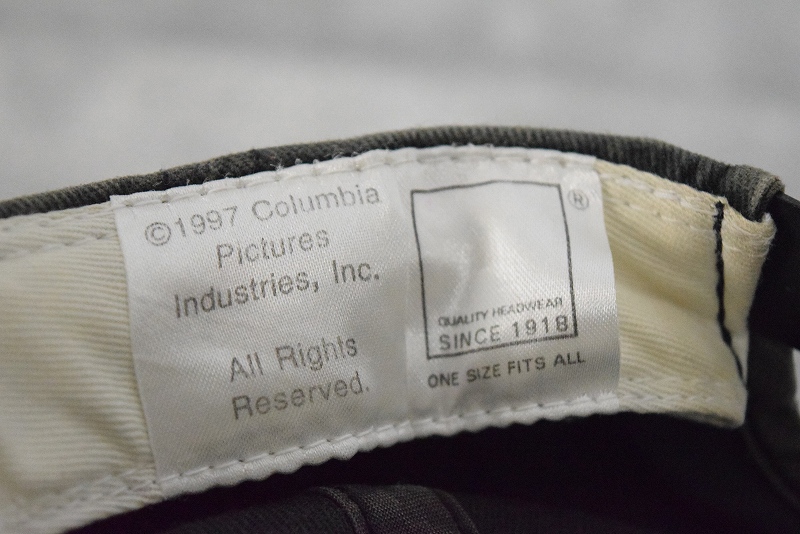 ©1997 Columbia
Pictures
Industries, Inc.
All Rights
Reserved.
®
QUALITY HEADWEAR
SINCE 1918
ONE SIZE FITS ALL